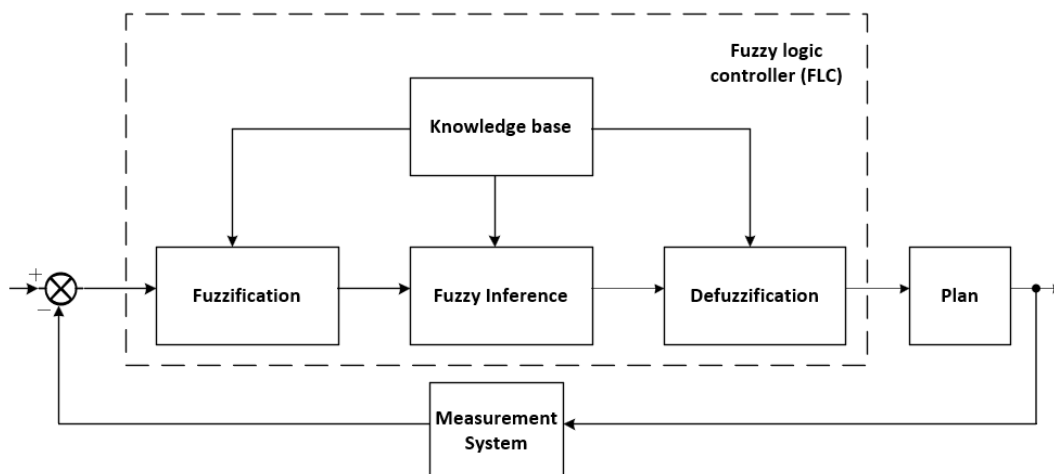 Fuzzy logic
controller (FLC)
Knowledge base
+
−
Fuzzification
Fuzzy Inference
Defuzzification
Plan
Measurement
System